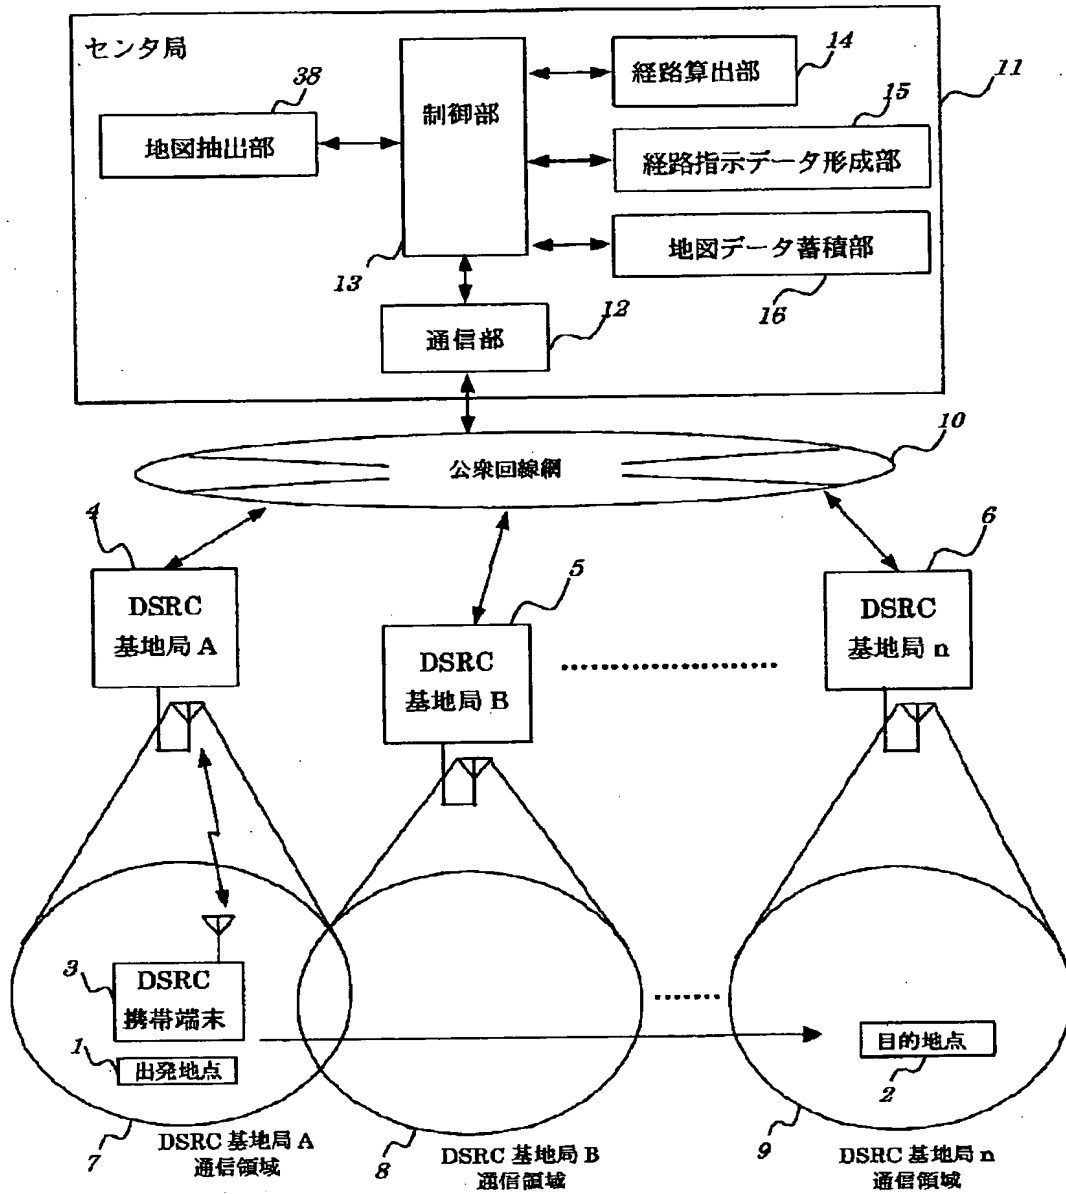 センタ局
38
地図抽出部
制御部
13
経路算出部
14
11
15
経路指示データ形成部
地図データ蓄積部
16
通信部
12
公衆回線網
10
4
DSRC
基地局 A
5
DSRC
基地局 B
6
DSRC
基地局 n
3
DSRC
携帯端末
1
出発地点
目的地点
2
7
DSRC 基地局 A
通信領域
8
DSRC 基地局 B
通信領域
9
DSRC 基地局 n
通信領域